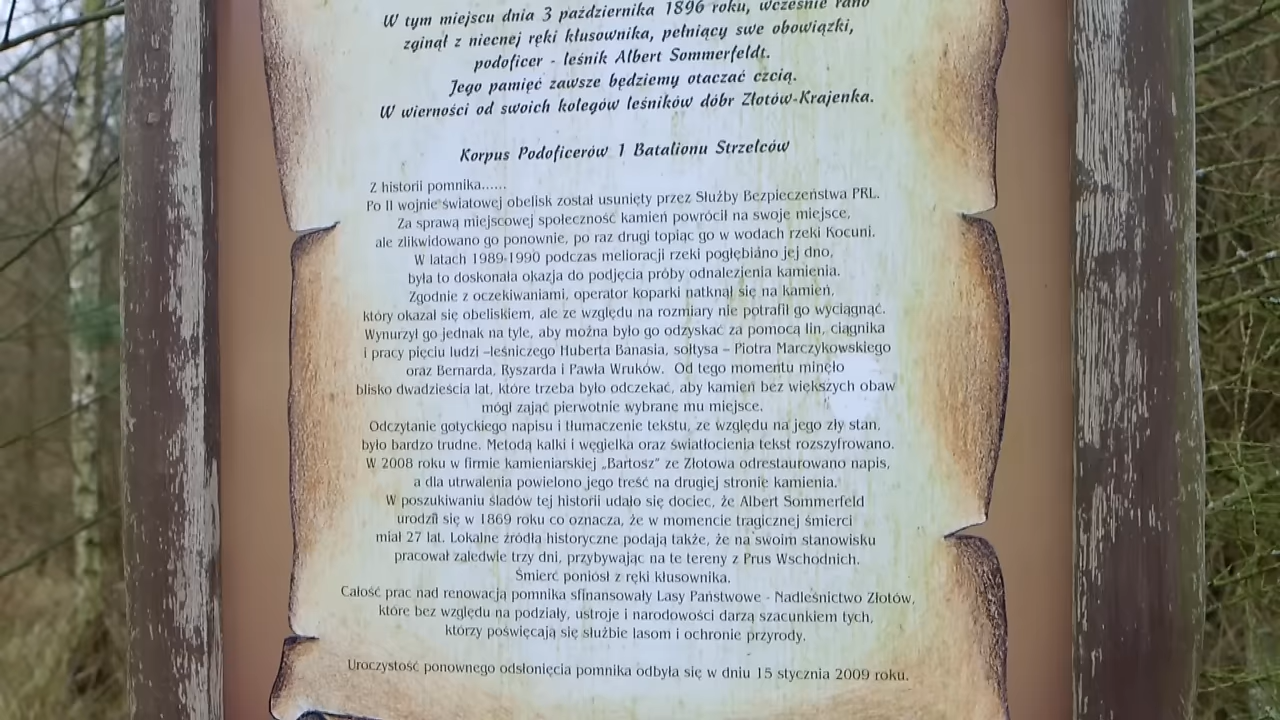 W tym miejscu dnia 3 października 1896 roku, wcześnie rano
zginął z niecnej ręki kłusownika, pełniący swe obowiązki,
podoficer - leśnik Albert Sommerfeldt.
Jego pamięć zawsze będziemy otaczać czcią.
W wierności od swoich kolegów leśników dóbr Złotów-Krajenka.
Korpus Podoficerów 1 Batalionu Strzelców
Z historii pomnika......
Po II wojnie światowej obelisk został usunięty przez Służby Bezpieczeństwa PRL.
Za sprawą miejscowej społeczność kamień powrócił na swoje miejsce,
ale zlikwidowano go ponownie, po raz drugi topiąc go w wodach rzeki Kocuni.
W latach 1989-1990 podczas melioracji rzeki pogłębiano jej dno,
była to doskonała okazja do podjęcia próby odnalezienia kamienia.
Zgodnie z oczekiwaniami, operator koparki natknął się na kamień,
który okazał się obeliskiem, ale ze względu na rozmiary nie potrafił go wyciągnąć.
Wynurzył go jednak na tyle, aby można było go odzyskać za pomocą lin, ciągnika
i pracy pięciu ludzi –leśniczego Huberta Banasia, sołtysa – Piotra Marczykowskiego
oraz Bernarda, Ryszarda i Pawła Wruków. Od tego momentu minęło
blisko dwadzieścia lat, które trzeba było odczekać, aby kamień bez większych obaw
mógł zająć pierwotnie wybrane mu miejsce.
Odczytanie gotyckiego napisu i tłumaczenie tekstu, ze względu na jego zły stan,
było bardzo trudne. Metodą kalki i węgielka oraz światłocienia tekst rozszyfrowano.
W 2008 roku w firmie kamieniarskiej „Bartosz” ze Złotowa odrestaurowano napis,
a dla utrwalenia powielono jego treść na drugiej stronie kamienia.
W poszukiwaniu śladów tej historii udało się dociec, że Albert Sommerfeld
urodził się w 1869 roku co oznacza, że w momencie tragicznej śmierci
miał 27 lat. Lokalne źródła historyczne podają także, że na swoim stanowisku
pracował zaledwie trzy dni, przybywając na te tereny z Prus Wschodnich.
Śmierć poniósł z ręki kłusownika.
Całość prac nad renowacją pomnika sfinansowały Lasy Państwowe - Nadleśnictwo Złotów,
które bez względu na podziały, ustroje i narodowości darzą szacunkiem tych,
którzy poświęcają się służbie lasom i ochronie przyrody.
Uroczystość ponownego odsłonięcia pomnika odbyła się w dniu 15 stycznia 2009 roku.